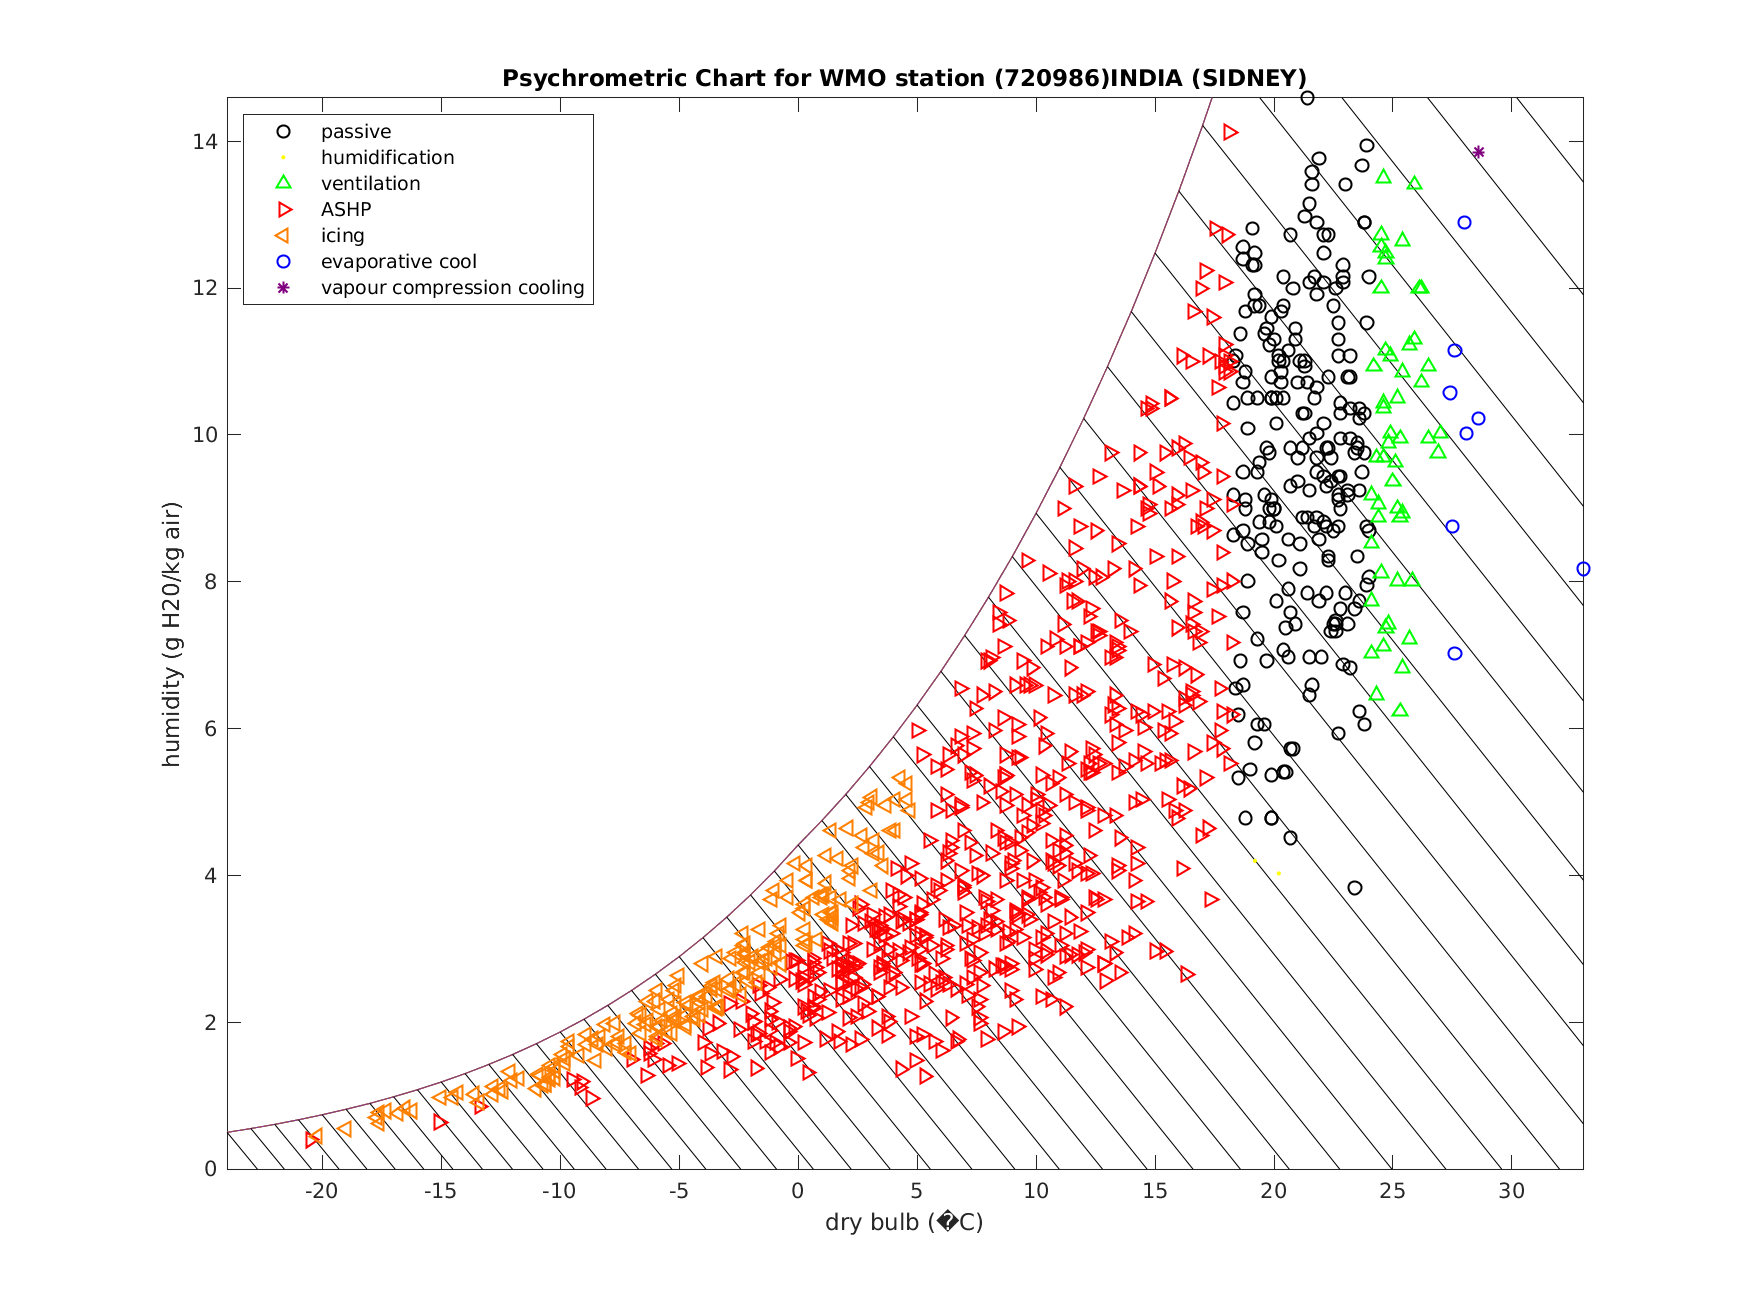 Psychrometric Chart for WMO station (720986)INDIA (SIDNEY)
passive
humidification
ventilation
ASHP
icing
evaporative cool
vapour compression cooling
humidity (g H20/kg air)
14
12
10
8
6
4
2
0
-20 -15 -10 -5 0 5 10 15 20 25 30
dry bulb (�C)